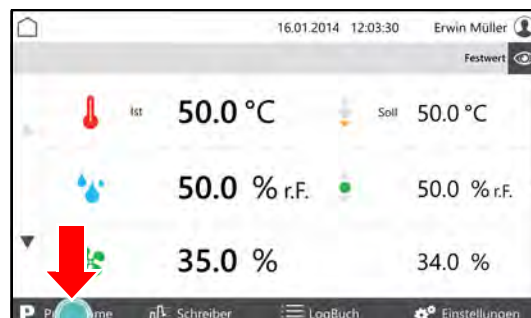 16.01.2014 12:03:30 Erwin Müller
Festwert
Ist 50.0 °C Soll 50.0 °C
50.0 % r.F. 50.0 % r.F.
35.0 % 34.0 %
Schreiber LogBuch Einstellungen